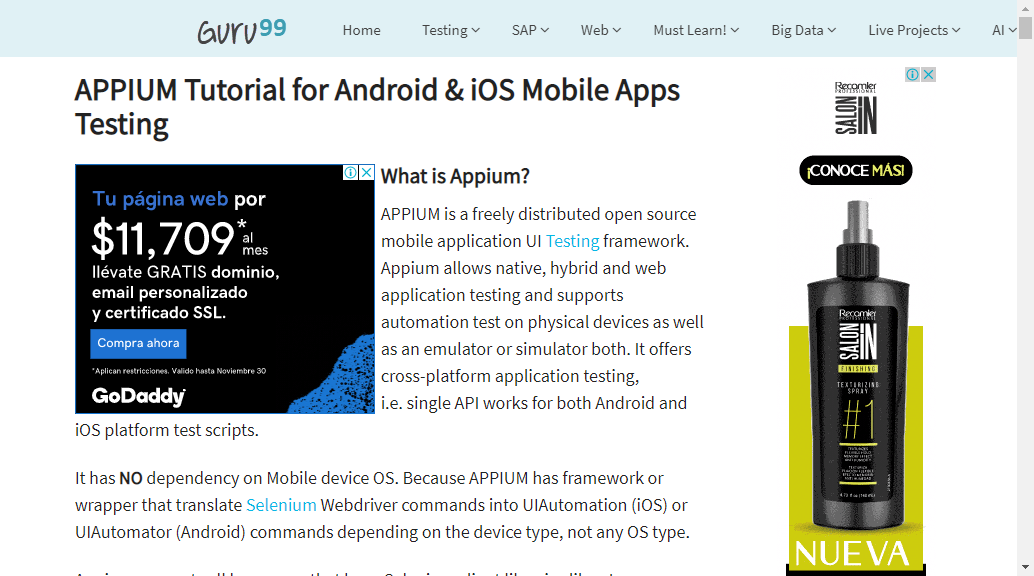 Guru99
Home
Testing
SAP
Web
Must Learn!
Big Data
Live Projects
AI
APPIUM Tutorial for Android & iOS Mobile Apps
Testing
Tu página web por
$11,709*
al
mes
llévate GRATIS dominio,
email personalizado
y certificado SSL.
Compra ahora
*Aplican restricciones. Valido hasta Noviembre 30
GoDaddy
What is Appium?
APPIUM is a freely distributed open source
mobile application UI Testing framework.
Appium allows native, hybrid and web
application testing and supports
automation test on physical devices as well
as an emulator or simulator both. It offers
cross-platform application testing,
i.e. single API works for both Android and
iOS platform test scripts.
It has NO dependency on Mobile device OS. Because APPIUM has framework or
wrapper that translate Selenium Webdriver commands into UIAutomation (iOS) or
UIAutomator (Android) commands depending on the device type, not any OS type.
Recamier
PROFESSIONAL
SALON IN
¡CONOCE MÁS!
Recamier
PROFESSIONAL
SALON IN
FINISHING
TEXTURIZING
SPRAY
#1
NUEVA